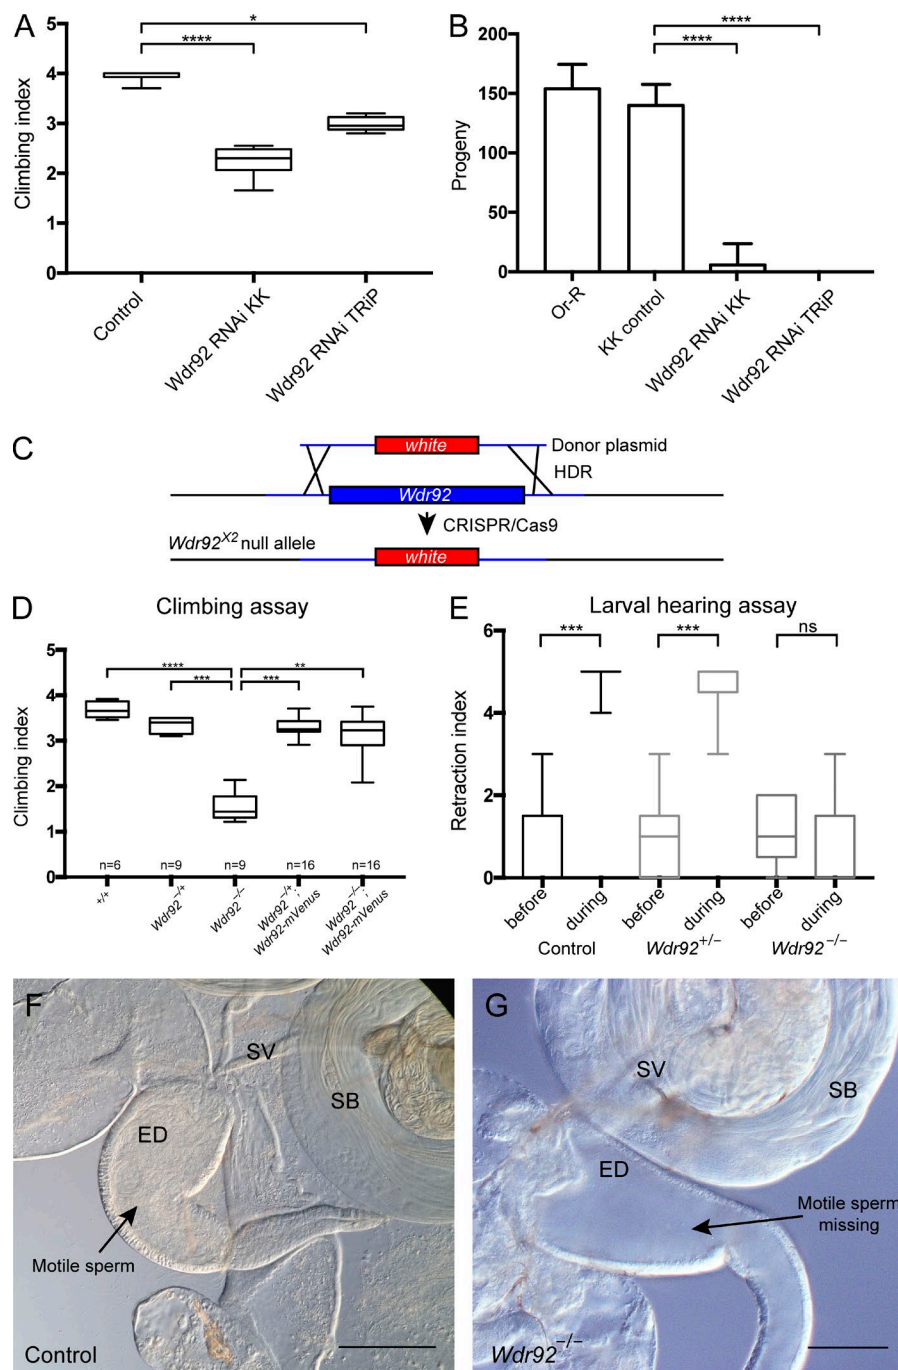 A
Climbing index
5
4
3
2
1
0
*
****
Control
Wdr92 RNAi KK
Wdr92 RNAi TRiP
B
Progeny
200
150
100
50
0
****
****
Or-R
KK control
Wdr92 RNAi KK
Wdr92 RNAi TRiP
C
white
Donor plasmid
HDR
Wdr92
CRISPR/Cas9
Wdr92X2 null allele
white
D
Climbing assay
Climbing index
5
4
3
2
1
0
**** **
*** ***
n=6 n=9 n=9 n=16 n=16
+/+
Wdr92−/+
Wdr92−/−
Wdr92−/+;
Wdr92-mVenus
Wdr92−/−;
Wdr92-mVenus
E
Larval hearing assay
Retraction index
6
4
2
0
*** *** ns
before during before during before during
Control Wdr92+/− Wdr92−/−
F
SV
SB
ED
Motile sperm
Control
G
SV
SB
ED
Motile sperm
missing
Wdr92−/−